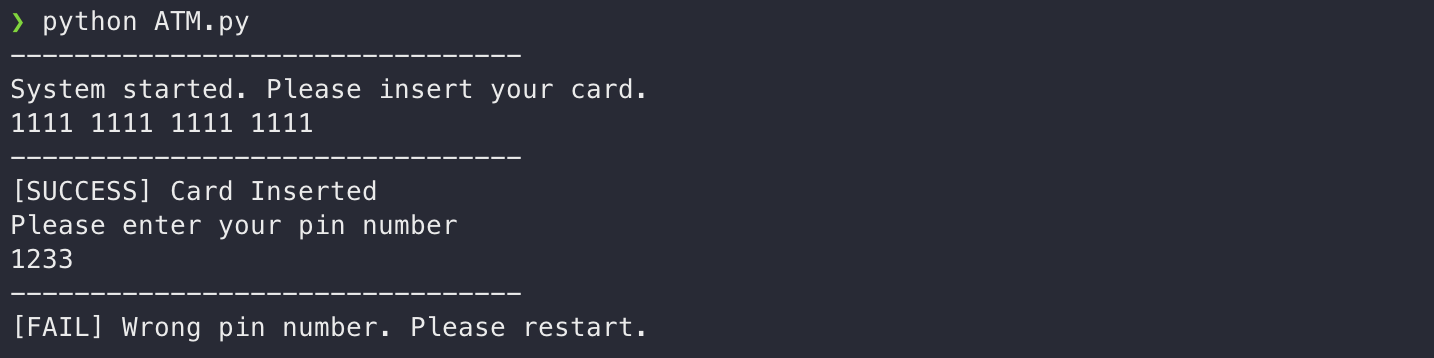 ❯ python ATM.py
--------------------------------
System started. Please insert your card.
1111 1111 1111 1111
--------------------------------
[SUCCESS] Card Inserted
Please enter your pin number
1233
--------------------------------
[FAIL] Wrong pin number. Please restart.